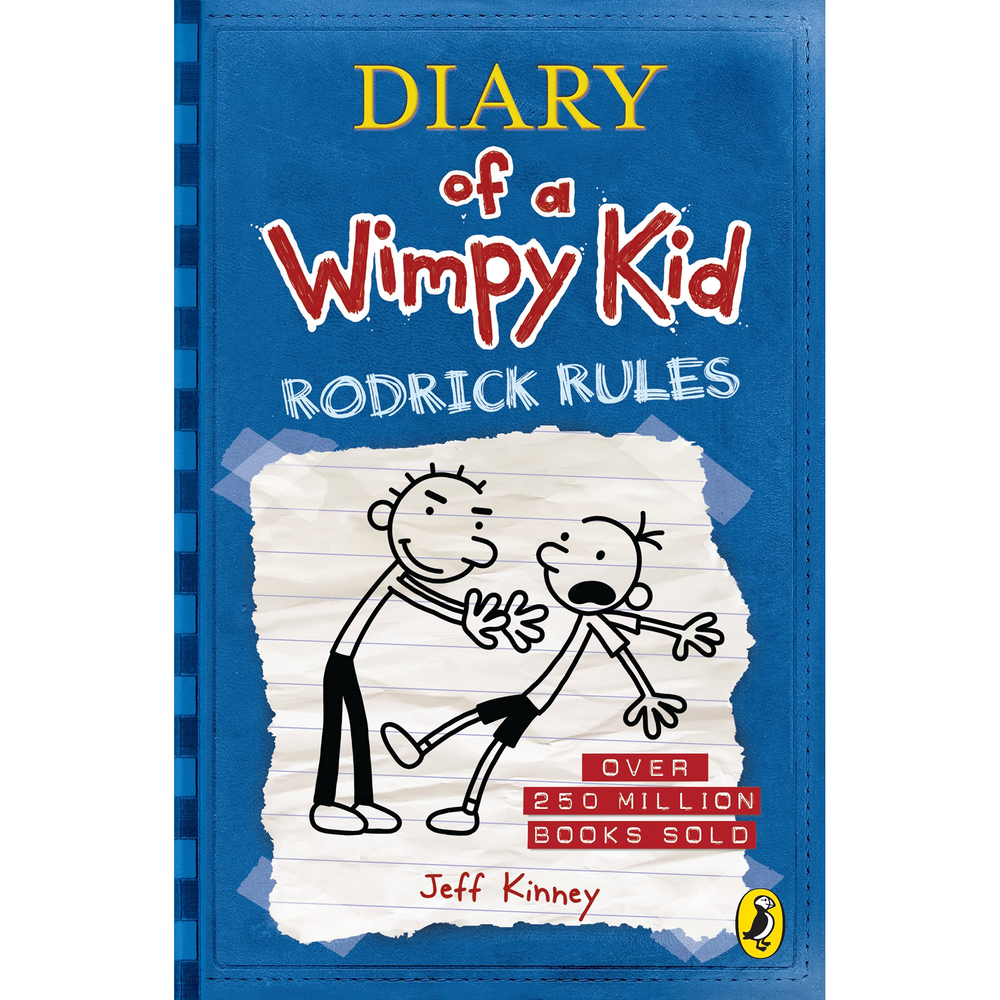 DIARY
of a
Wimpy Kid
RODRICK RULES
OVER
250 MILLION
BOOKS SOLD
Jeff Kinney